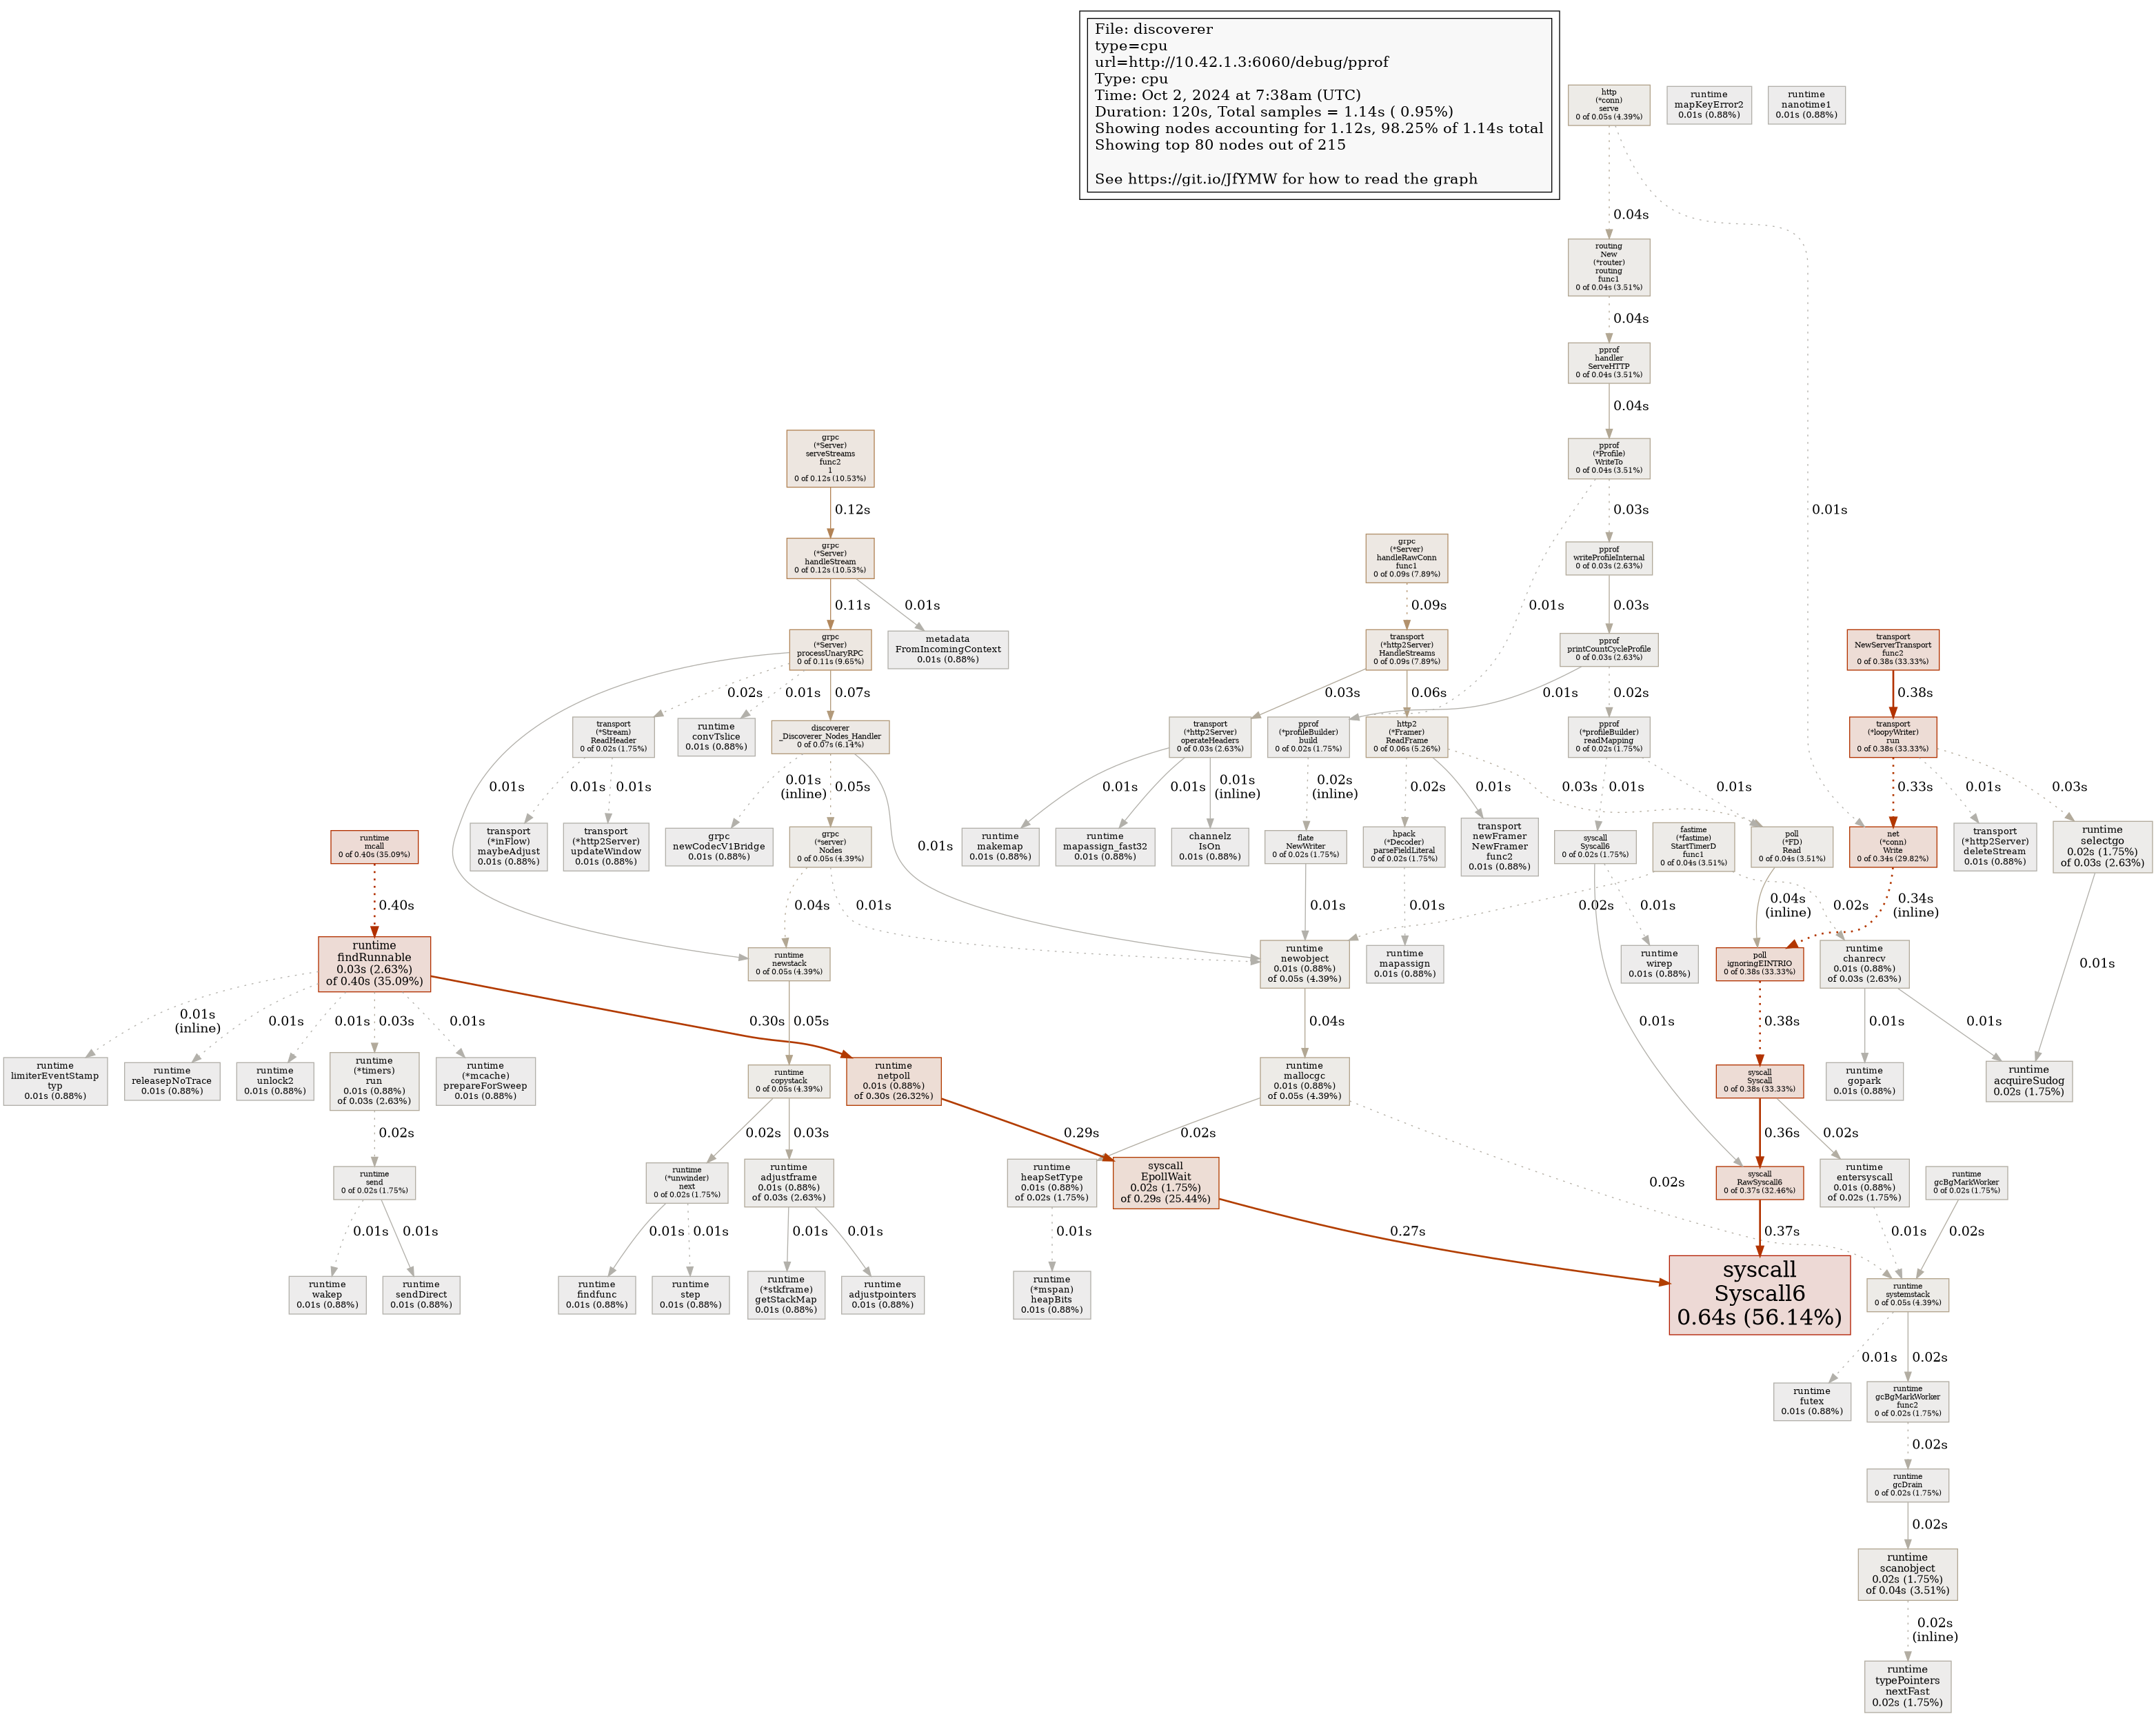 File: discoverer
type=cpu
url=http://10.42.1.3:6060/debug/pprof
Type: cpu
Time: Oct 2, 2024 at 7:38am (UTC)
Duration: 120s, Total samples = 1.14s ( 0.95%)
Showing nodes accounting for 1.12s, 98.25% of 1.14s total
Showing top 80 nodes out of 215
See https://git.io/JfYMW for how to read the graph
http
(*conn)
serve
0 of 0.05s (4.39%)
runtime
mapKeyError2
0.01s (0.88%)
runtime
nanotime1
0.01s (0.88%)
0.04s
routing
New
(*router)
routing
func1
0 of 0.04s (3.51%)
0.04s
pprof
handler
ServeHTTP
0 of 0.04s (3.51%)
0.04s
grpc
(*Server)
serveStreams
func2
1
0 of 0.12s (10.53%)
pprof
(*Profile)
WriteTo
0 of 0.04s (3.51%)
0.12s
0.03s
0.01s
grpc
(*Server)
handleStream
0 of 0.12s (10.53%)
grpc
(*Server)
handleRawConn
func1
0 of 0.09s (7.89%)
pprof
writeProfileInternal
0 of 0.03s (2.63%)
0.11s
0.01s
0.09s
0.01s
0.03s
grpc
(*Server)
processUnaryRPC
0 of 0.11s (9.65%)
metadata
FromIncomingContext
0.01s (0.88%)
transport
(*http2Server)
HandleStreams
0 of 0.09s (7.89%)
pprof
printCountCycleProfile
0 of 0.03s (2.63%)
transport
NewServerTransport
func2
0 of 0.38s (33.33%)
0.02s
0.01s
0.07s
0.03s
0.06s
0.01s
0.02s
0.38s
transport
(*Stream)
ReadHeader
0 of 0.02s (1.75%)
runtime
convTslice
0.01s (0.88%)
discoverer
_Discoverer_Nodes_Handler
0 of 0.07s (6.14%)
transport
(*http2Server)
operateHeaders
0 of 0.03s (2.63%)
pprof
(*profileBuilder)
build
0 of 0.02s (1.75%)
http2
(*Framer)
ReadFrame
0 of 0.06s (5.26%)
pprof
(*profileBuilder)
readMapping
0 of 0.02s (1.75%)
transport
(*loopyWriter)
run
0 of 0.38s (33.33%)
0.01s
0.01s
0.01s
0.01s
(inline)
0.05s
0.01s
0.01s
0.01s
(inline)
0.02s
(inline)
0.02s
0.01s
0.03s
0.01s
0.01s
0.33s
0.01s
0.03s
runtime
mcall
0 of 0.40s (35.09%)
transport
(*inFlow)
maybeAdjust
0.01s (0.88%)
transport
(*http2Server)
updateWindow
0.01s (0.88%)
grpc
newCodecV1Bridge
0.01s (0.88%)
grpc
(*server)
Nodes
0 of 0.05s (4.39%)
0.01s
runtime
makemap
0.01s (0.88%)
runtime
mapassign_fast32
0.01s (0.88%)
channelz
IsOn
0.01s (0.88%)
flate
NewWriter
0 of 0.02s (1.75%)
hpack
(*Decoder)
parseFieldLiteral
0 of 0.02s (1.75%)
transport
newFramer
NewFramer
func2
0.01s (0.88%)
syscall
Syscall6
0 of 0.02s (1.75%)
fastime
(*fastime)
StartTimerD
func1
0 of 0.04s (3.51%)
poll
(*FD)
Read
0 of 0.04s (3.51%)
net
(*conn)
Write
0 of 0.34s (29.82%)
transport
(*http2Server)
deleteStream
0.01s (0.88%)
runtime
selectgo
0.02s (1.75%)
of 0.03s (2.63%)
0.40s
0.04s
0.01s
0.01s
0.01s
0.02s
0.01s
0.04s
(inline)
0.02s
0.34s
(inline)
runtime
findRunnable
0.03s (2.63%)
of 0.40s (35.09%)
runtime
newstack
0 of 0.05s (4.39%)
runtime
newobject
0.01s (0.88%)
of 0.05s (4.39%)
runtime
mapassign
0.01s (0.88%)
runtime
wirep
0.01s (0.88%)
poll
ignoringEINTRIO
0 of 0.38s (33.33%)
runtime
chanrecv
0.01s (0.88%)
of 0.03s (2.63%)
0.01s
0.01s
(inline)
0.01s
0.01s
0.03s
0.01s
0.30s
0.05s
0.04s
0.01s
0.38s
0.01s
0.01s
runtime
limiterEventStamp
typ
0.01s (0.88%)
runtime
releasepNoTrace
0.01s (0.88%)
runtime
unlock2
0.01s (0.88%)
runtime
(*timers)
run
0.01s (0.88%)
of 0.03s (2.63%)
runtime
(*mcache)
prepareForSweep
0.01s (0.88%)
runtime
copystack
0 of 0.05s (4.39%)
runtime
netpoll
0.01s (0.88%)
of 0.30s (26.32%)
runtime
mallocgc
0.01s (0.88%)
of 0.05s (4.39%)
syscall
Syscall
0 of 0.38s (33.33%)
runtime
gopark
0.01s (0.88%)
runtime
acquireSudog
0.02s (1.75%)
0.02s
0.02s
0.03s
0.29s
0.02s
0.02s
0.36s
0.02s
runtime
send
0 of 0.02s (1.75%)
runtime
(*unwinder)
next
0 of 0.02s (1.75%)
runtime
adjustframe
0.01s (0.88%)
of 0.03s (2.63%)
runtime
heapSetType
0.01s (0.88%)
of 0.02s (1.75%)
syscall
EpollWait
0.02s (1.75%)
of 0.29s (25.44%)
syscall
RawSyscall6
0 of 0.37s (32.46%)
runtime
entersyscall
0.01s (0.88%)
of 0.02s (1.75%)
runtime
gcBgMarkWorker
0 of 0.02s (1.75%)
0.01s
0.01s
0.01s
0.01s
0.01s
0.01s
0.01s
0.27s
0.37s
0.01s
0.02s
runtime
wakep
0.01s (0.88%)
runtime
sendDirect
0.01s (0.88%)
runtime
findfunc
0.01s (0.88%)
runtime
step
0.01s (0.88%)
runtime
(*stkframe)
getStackMap
0.01s (0.88%)
runtime
adjustpointers
0.01s (0.88%)
runtime
(*mspan)
heapBits
0.01s (0.88%)
syscall
Syscall6
0.64s (56.14%)
runtime
systemstack
0 of 0.05s (4.39%)
0.01s
0.02s
runtime
futex
0.01s (0.88%)
runtime
gcBgMarkWorker
func2
0 of 0.02s (1.75%)
0.02s
runtime
gcDrain
0 of 0.02s (1.75%)
0.02s
runtime
scanobject
0.02s (1.75%)
of 0.04s (3.51%)
0.02s
(inline)
runtime
typePointers
nextFast
0.02s (1.75%)